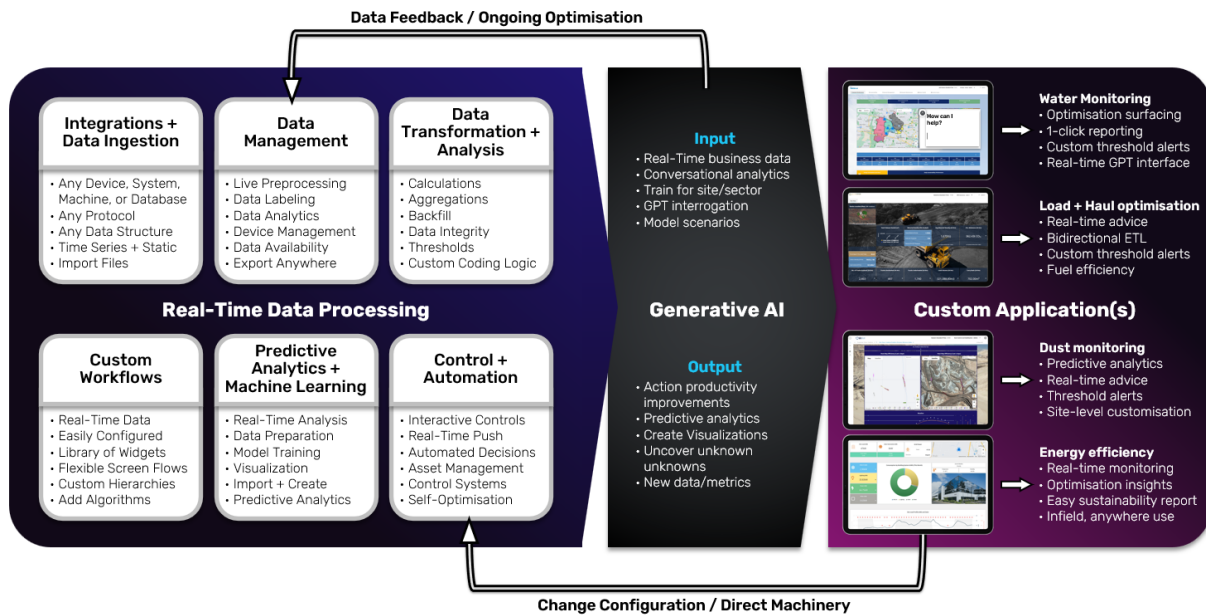 Data Feedback / Ongoing Optimisation
Integrations +
Data Ingestion
• Any Device, System,
Machine, or Database
• Any Protocol
• Any Data Structure
• Time Series + Static
• Import Files
Data
Management
• Live Preprocessing
• Data Labeling
• Data Analytics
• Device Management
• Data Availability
• Export Anywhere
Data
Transformation +
Analysis
• Calculations
• Aggregations
• Backfill
• Data Integrity
• Thresholds
• Custom Coding Logic
Real-Time Data Processing
Custom
Workflows
• Real-Time Data
• Easily Configured
• Library of Widgets
• Flexible Screen Flows
• Custom Hierarchies
• Add Algorithms
Predictive
Analytics +
Machine Learning
• Real-Time Analysis
• Data Preparation
• Model Training
• Visualization
• Import + Create
• Predictive Analytics
Control +
Automation
• Interactive Controls
• Real-Time Push
• Automated Decisions
• Asset Management
• Control Systems
• Self-Optimisation
Input
• Real-Time business data
• Conversational analytics
• Train for site/sector
• GPT interrogation
• Model scenarios
Generative AI
Output
• Action productivity
improvements
• Predictive analytics
• Create Visualizations
• Uncover unknown
unknowns
• New data/metrics
How can I
help?
Water Monitoring
• Optimisation surfacing
• 1-click reporting
• Custom threshold alerts
• Real-time GPT interface
Load + Haul optimisation
• Real-time advice
• Bidirectional ETL
• Custom threshold alerts
• Fuel efficiency
Custom Application(s)
Dust monitoring
• Predictive analytics
• Real-time advice
• Threshold alerts
• Site-level customisation
Energy efficiency
• Real-time monitoring
• Optimisation insights
• Easy sustainability report
• Infield, anywhere use
Change Configuration / Direct Machinery